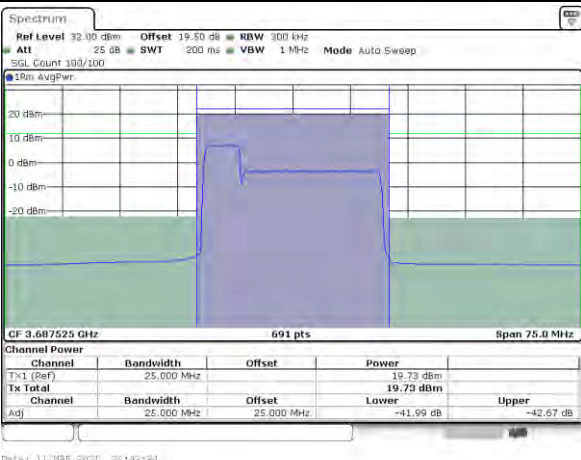 Spectrum
Ref Level 32.00 dBm Offset 19.50 dB RBW 300 kHz
Att 25 dB SWT 200 ms VBW 1 MHz Mode Auto Sweep
SGL Count 100/100
1Rm AvgPwr
20 dBm
10 dBm
0 dBm
-10 dBm
-20 dBm
CF 3.687525 GHz 691 pts Span 75.0 MHz
Channel Power
Channel Bandwidth Offset Power
TX1 (Ref) 25.000 MHz 19.73 dBm
Tx Total 19.73 dBm
Channel Bandwidth Offset Lower Upper
Adj 25.000 MHz 25.000 MHz -41.99 dB -42.67 dB
Date: